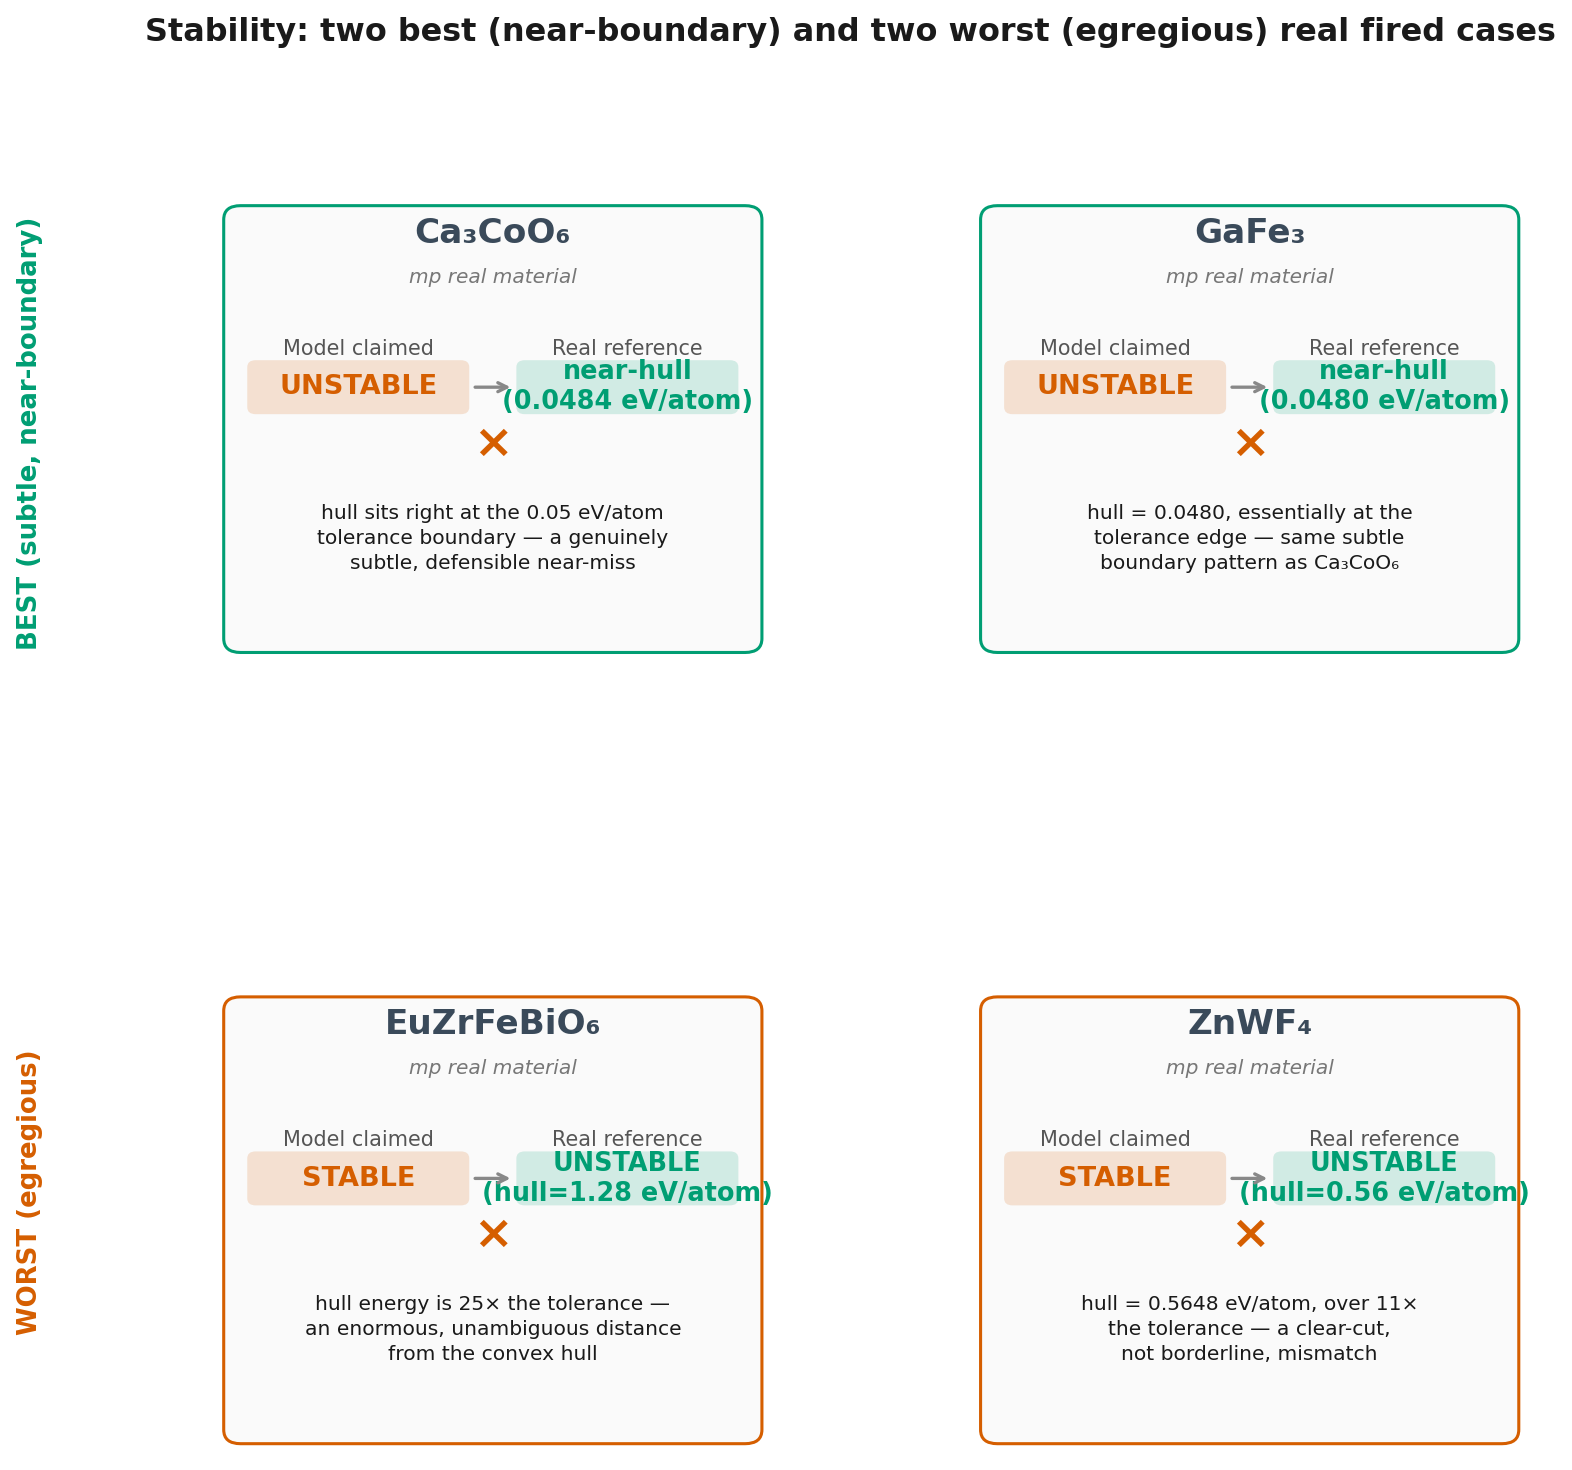 Stability: two best (near-boundary) and two worst (egregious) real fired cases
BEST (subtle, near-boundary)
Ca₃CoO₆
mp real material
Model claimed
UNSTABLE
Real reference
near-hull
(0.0484 eV/atom)
×
hull sits right at the 0.05 eV/atom
tolerance boundary — a genuinely
subtle, defensible near-miss
GaFe₃
mp real material
Model claimed
UNSTABLE
Real reference
near-hull
(0.0480 eV/atom)
×
hull = 0.0480, essentially at the
tolerance edge — same subtle
boundary pattern as Ca₃CoO₆
WORST (egregious)
EuZrFeBiO₆
mp real material
Model claimed
STABLE
Real reference
UNSTABLE
(hull=1.28 eV/atom)
×
hull energy is 25× the tolerance —
an enormous, unambiguous distance
from the convex hull
ZnWF₄
mp real material
Model claimed
STABLE
Real reference
UNSTABLE
(hull=0.56 eV/atom)
×
hull = 0.5648 eV/atom, over 11×
the tolerance — a clear-cut,
not borderline, mismatch